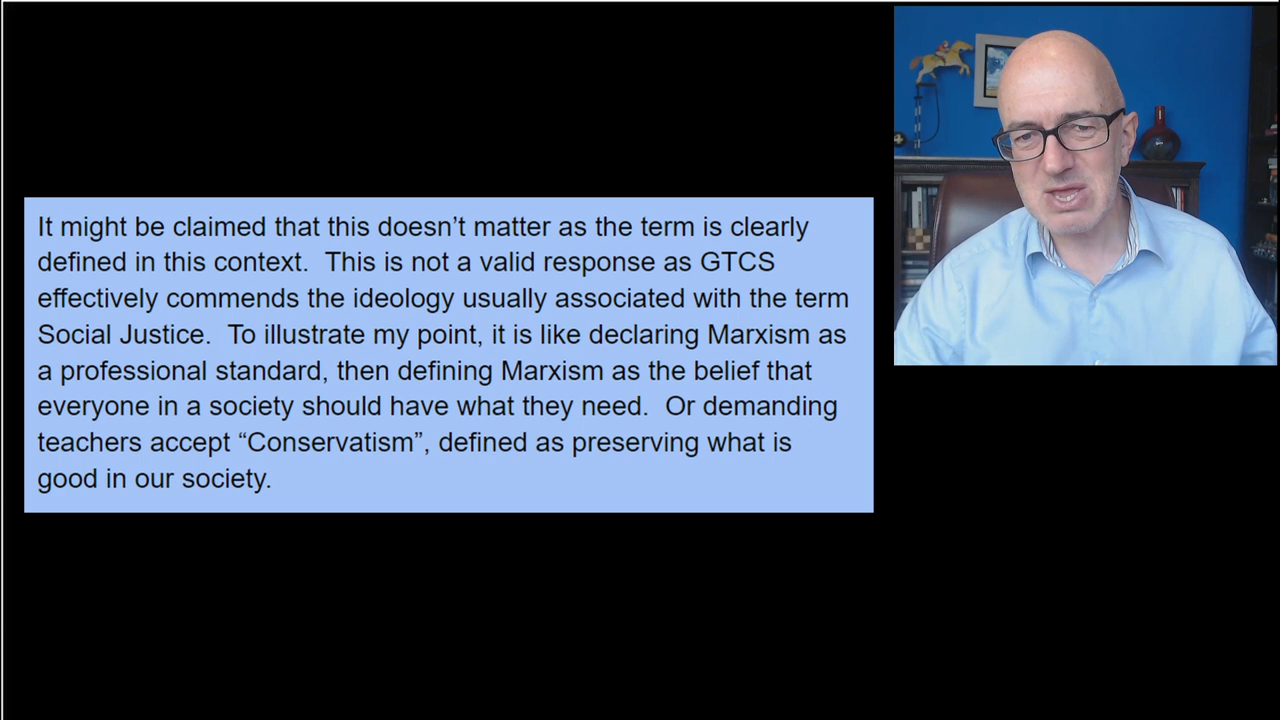 It might be claimed that this doesn’t matter as the term is clearly
defined in this context.  This is not a valid response as GTCS
effectively commends the ideology usually associated with the term
Social Justice.  To illustrate my point, it is like declaring Marxism as
a professional standard, then defining Marxism as the belief that
everyone in a society should have what they need.  Or demanding
teachers accept “Conservatism”, defined as preserving what is
good in our society.